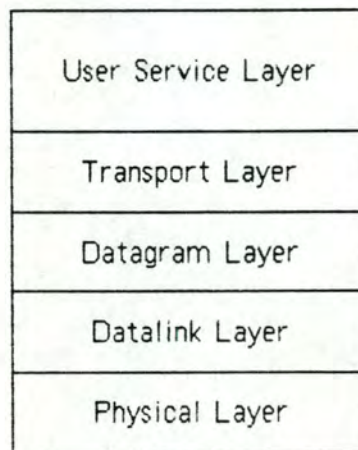 User Service Layer
Transport Layer
Datagram Layer
Datalink Layer
Physical Layer